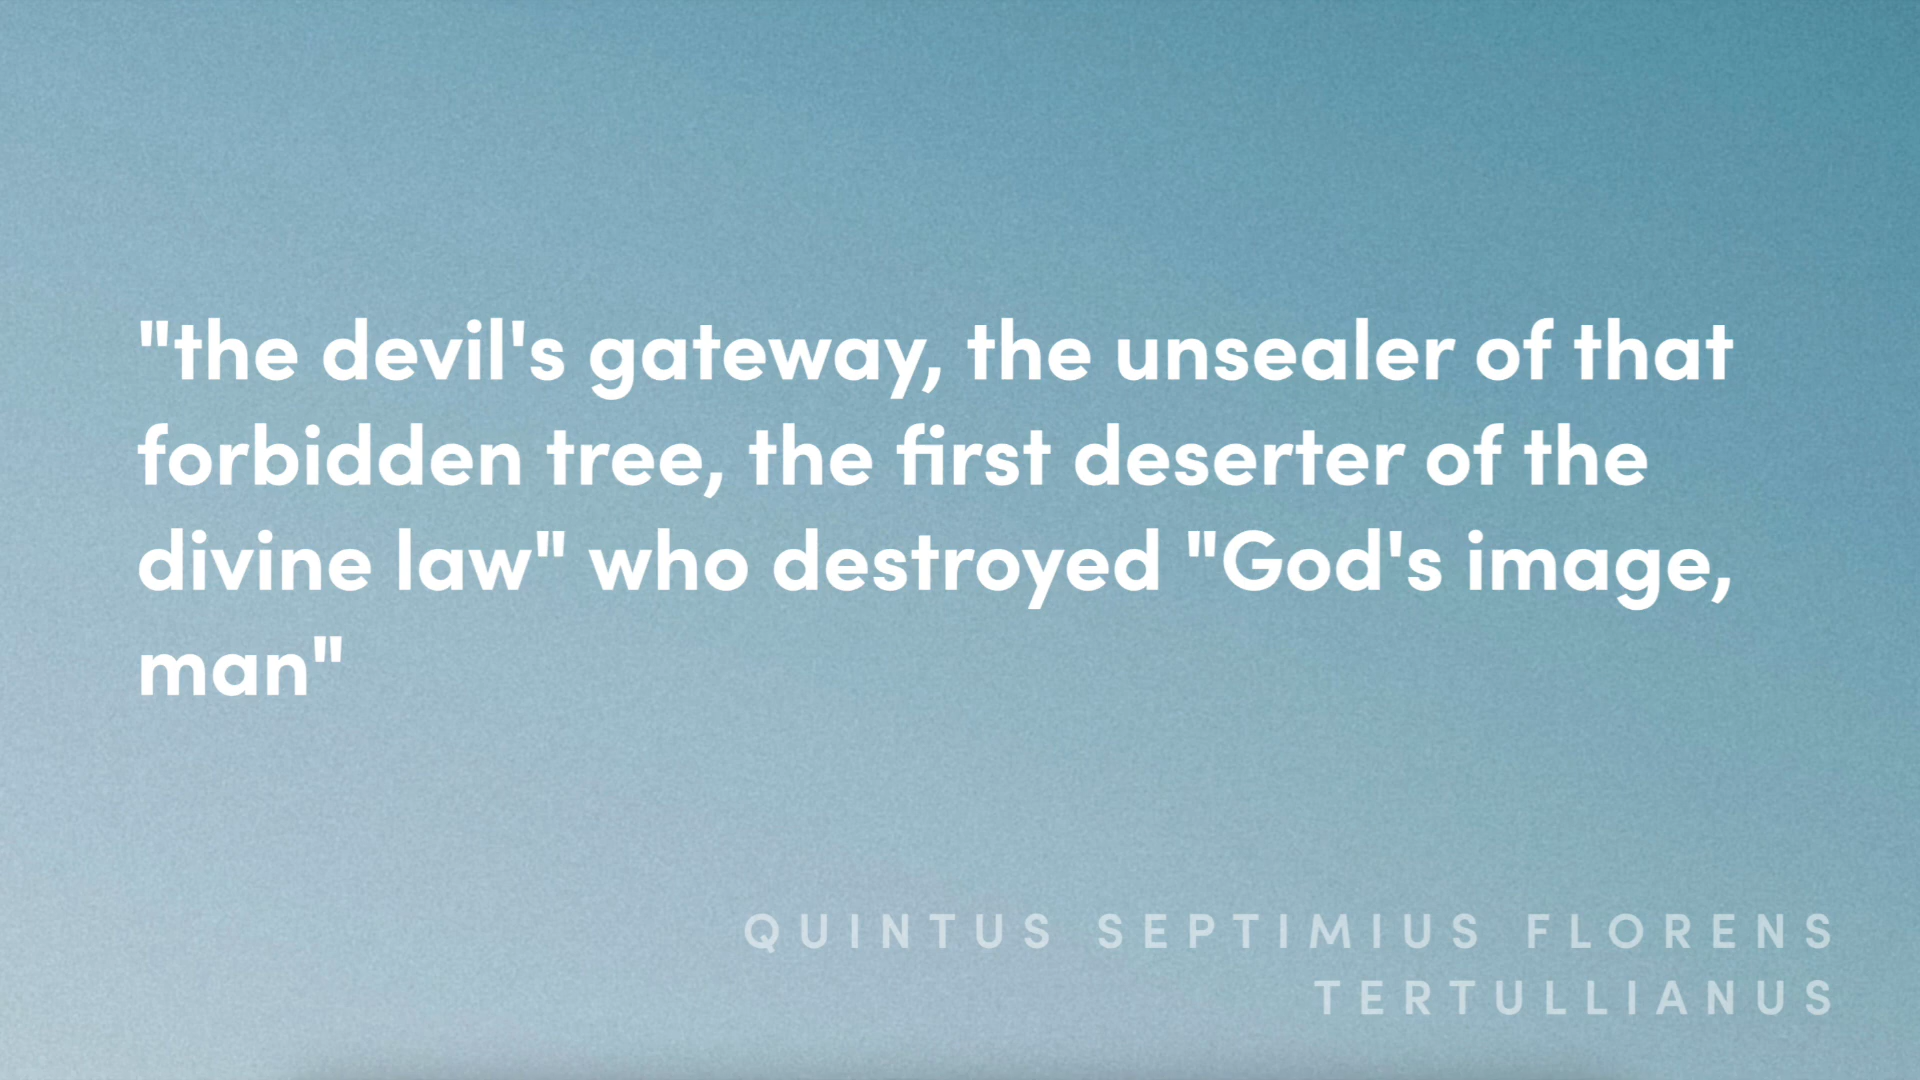 "the devil's gateway, the unsealer of that
forbidden tree, the first deserter of the
divine law" who destroyed "God's image,
man"
QUINTUS SEPTIMIUS FLORENS
TERTULLIANUS